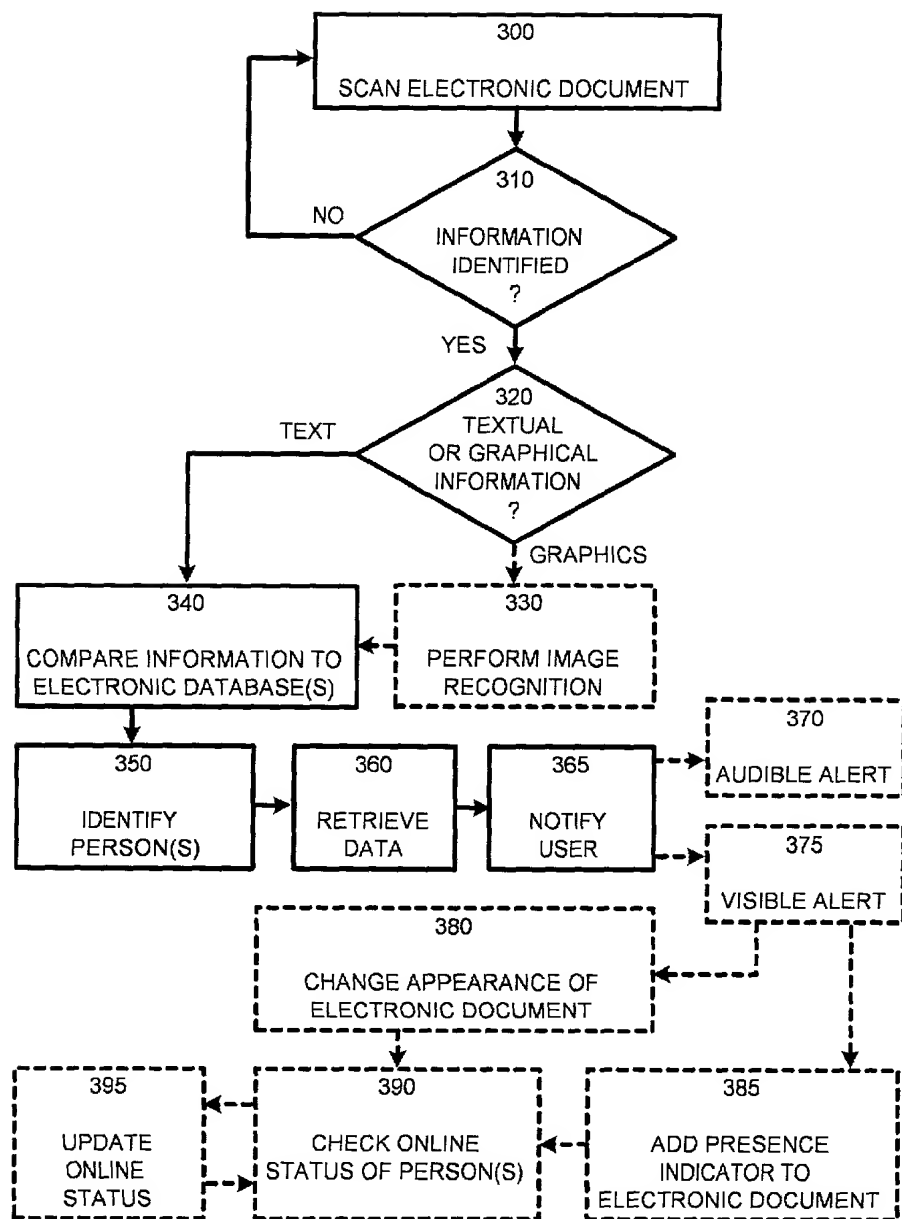 300
SCAN ELECTRONIC DOCUMENT
310
NO
INFORMATION
IDENTIFIED
?
YES
320
TEXTUAL
OR GRAPHICAL
INFORMATION
?
TEXT
GRAPHICS
340
COMPARE INFORMATION TO
ELECTRONIC DATABASE(S)
330
PERFORM IMAGE
RECOGNITION
350
IDENTIFY
PERSON(S)
360
RETRIEVE
DATA
365
NOTIFY
USER
370
AUDIBLE ALERT
375
VISIBLE ALERT
380
CHANGE APPEARANCE OF
ELECTRONIC DOCUMENT
395
UPDATE
ONLINE
STATUS
390
CHECK ONLINE
STATUS OF PERSON(S)
385
ADD PRESENCE
INDICATOR TO
ELECTRONIC DOCUMENT